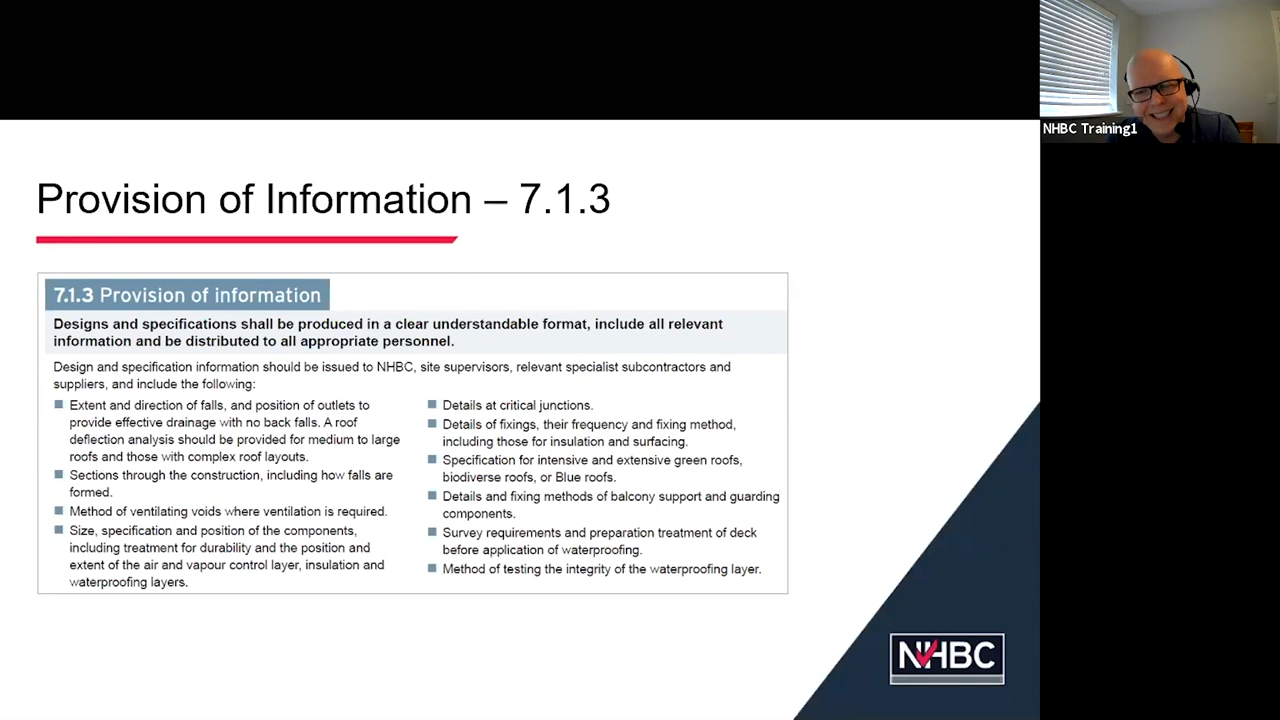 NHBC Training1
Provision of Information – 7.1.3
7.1.3 Provision of information
Designs and specifications shall be produced in a clear understandable format, include all relevant
information and be distributed to all appropriate personnel.
Design and specification information should be issued to NHBC, site supervisors, relevant specialist subcontractors and
suppliers, and include the following:
Extent and direction of falls, and position of outlets to
provide effective drainage with no back falls. A roof
deflection analysis should be provided for medium to large
roofs and those with complex roof layouts.
Sections through the construction, including how falls are
formed.
Method of ventilating voids where ventilation is required.
Size, specification and position of the components,
including treatment for durability and the position and
extent of the air and vapour control layer, insulation and
waterproofing layers.
Details at critical junctions.
Details of fixings, their frequency and fixing method,
including those for insulation and surfacing.
Specification for intensive and extensive green roofs,
biodiverse roofs, or Blue roofs.
Details and fixing methods of balcony support and guarding
components.
Survey requirements and preparation treatment of deck
before application of waterproofing.
Method of testing the integrity of the waterproofing layer.
NHBC